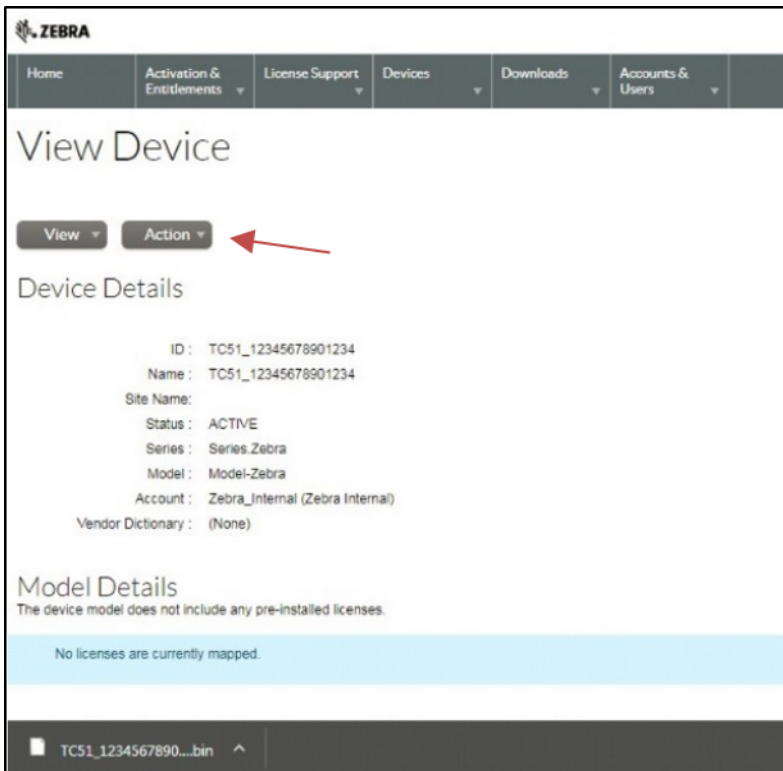 ZEBRA
Home
Activation &
Entitlements
License Support
Devices
Downloads
Accounts &
Users
View Device
View
Action
Device Details
ID : TC51_12345678901234
Name : TC51_12345678901234
Site Name:
Status : ACTIVE
Series : Series.Zebra
Model : Model-Zebra
Account : Zebra_Internal (Zebra Internal)
Vendor Dictionary : (None)
Model Details
The device model does not include any pre-installed licenses.
No licenses are currently mapped.
TC51_1234567890....bin